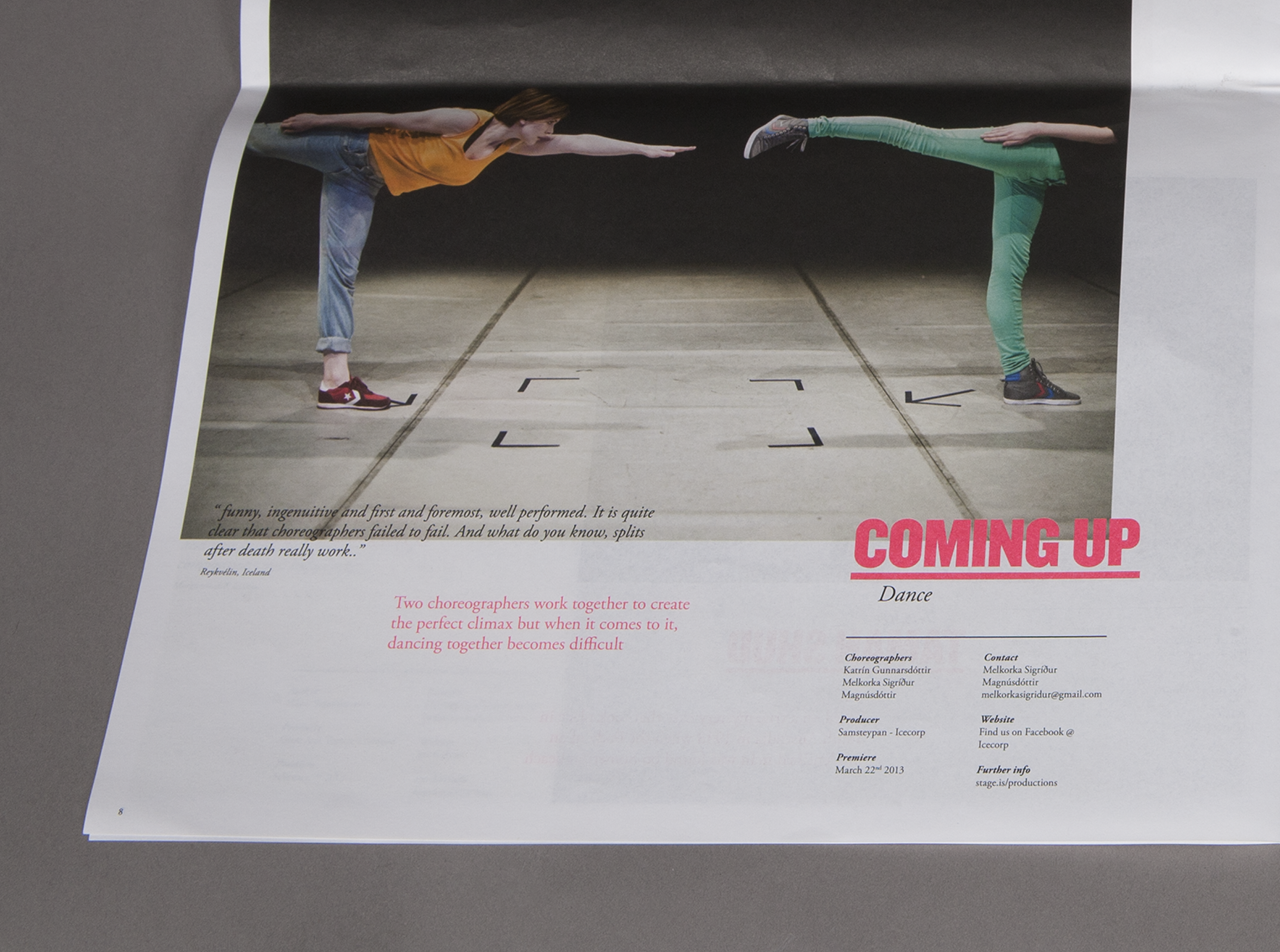 “funny, ingenuitive and first and foremost, well performed. It is quite
clear that choreographers failed to fail. And what do you know, splits
after death really work..”
Reykvélin, Iceland
Two choreographers work together to create
the perfect climax but when it comes to it,
dancing together becomes difficult
COMING UP
Dance
Choreographers
Katrín Gunnarsdóttir
Melkorka Sigríður
Magnúsdóttir
Producer
Samsteypan - Icecorp
Premiere
March 22nd 2013
Contact
Melkorka Sigríður
Magnúsdóttir
melkorkasigridur@gmail.com
Website
Find us on Facebook @
Icecorp
Further info
stage.is/productions
8